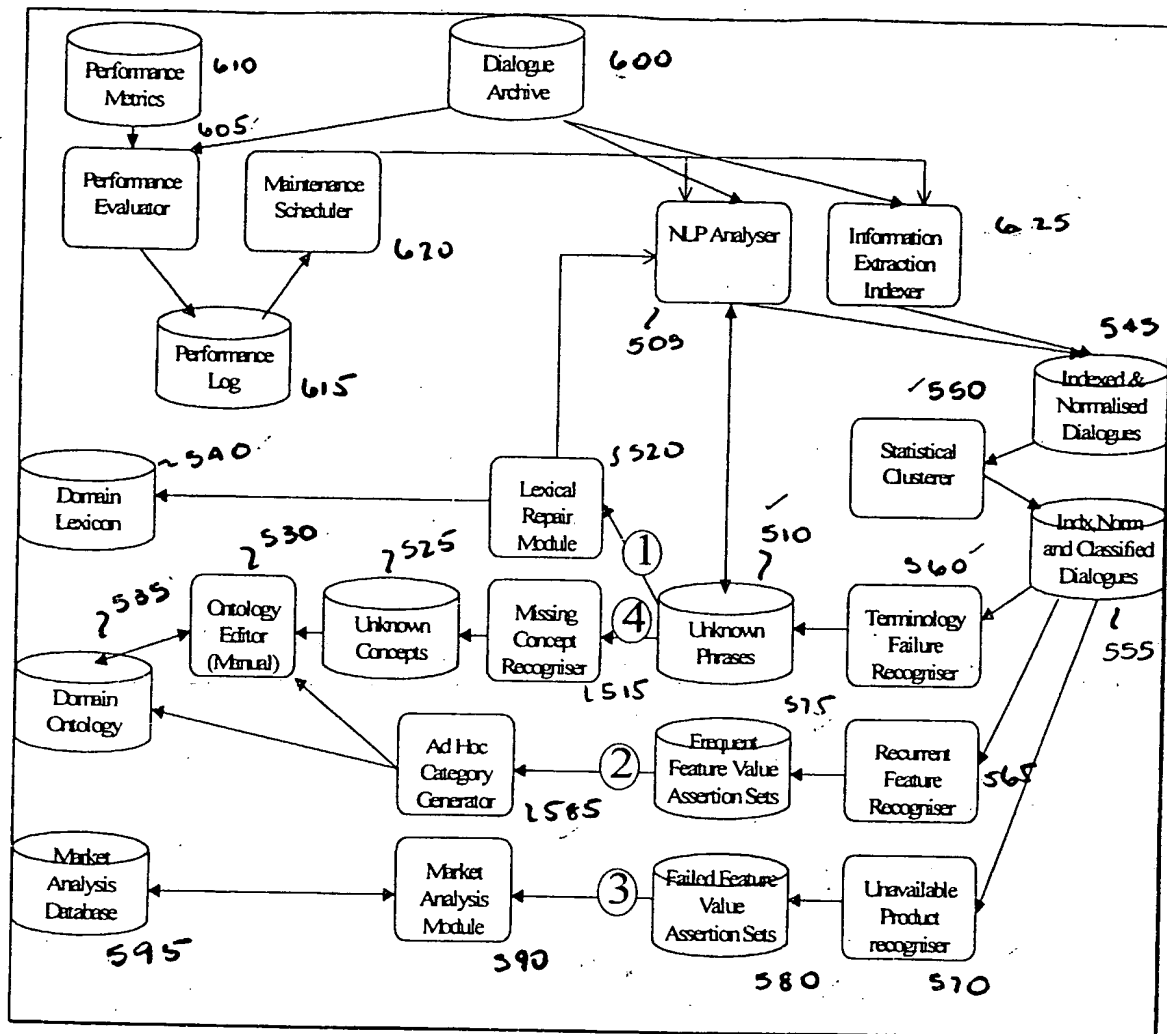 Performance
Metrics
610
Dialogue
Archive
600
605
Performance
Evaluator
Maintenance
Scheduler
620
NLP Analyser
505
Information
Extraction
Indexer
625
Performance
Log
615
545
Indexed &
Normalised
Dialogues
550
Statistical
Clusterer
540
Domain
Lexicon
520
Lexical
Repair
Module
1
510
Indx, Norm
and Classified
Dialogues
555
530
525
535
560
Ontology
Editor
(Manual)
Unknown
Concepts
Missing
Concept
Recogniser
515
4
Unknown
Phrases
Terminology
Failure
Recogniser
Domain
Ontology
575
Ad Hoc
Category
Generator
585
2
Frequent
Feature Value
Assertion Sets
Recurrent
Feature
Recogniser
565
Market
Analysis
Database
595
Market
Analysis
Module
590
3
Failed Feature
Value
Assertion Sets
580
Unavailable
Product
recogniser
570